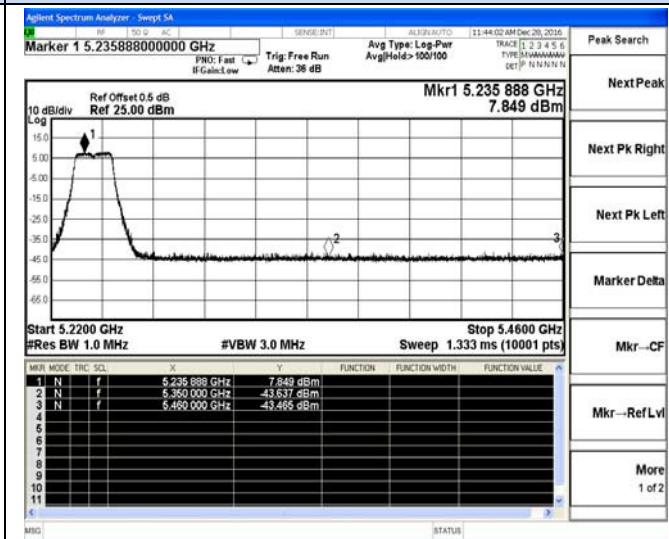 Agilent Spectrum Analyzer - Swept SA
RF 50 Ω AC SENSE:INT ALIGN AUTO 11:44:02 AM Dec 28, 2016
Marker 1 5.235888000000 GHz
PNO: Fast
IFGain:Low
Trig: Free Run
Atten: 36 dB
Avg Type: Log-Pwr
Avg|Hold>100/100
TRACE 1 2 3 4 5 6
TYPE MWWWWW
DET P N N N N N
Peak Search
Next Peak
Next Pk Right
Next Pk Left
Marker Delta
Mkr→CF
Mkr→Ref Lvl
More
1 of 2
Ref Offset 0.5 dB
10 dB/div Ref 25.00 dBm
Log
Mkr1 5.235 888 GHz
7.849 dBm
15.0
5.00
-5.00
-15.0
-25.0
-35.0
-45.0
-55.0
-65.0
1
2
3
Start 5.2200 GHz Stop 5.4600 GHz
#Res BW 1.0 MHz #VBW 3.0 MHz Sweep 1.333 ms (10001 pts)
MKR MODE TRC SCL X Y FUNCTION FUNCTION WIDTH FUNCTION VALUE
1 N f 5.235 888 GHz 7.849 dBm
2 N f 5.350 000 GHz -43.637 dBm
3 N f 5.460 000 GHz -43.465 dBm
4
5
6
7
8
9
10
11
MSG STATUS